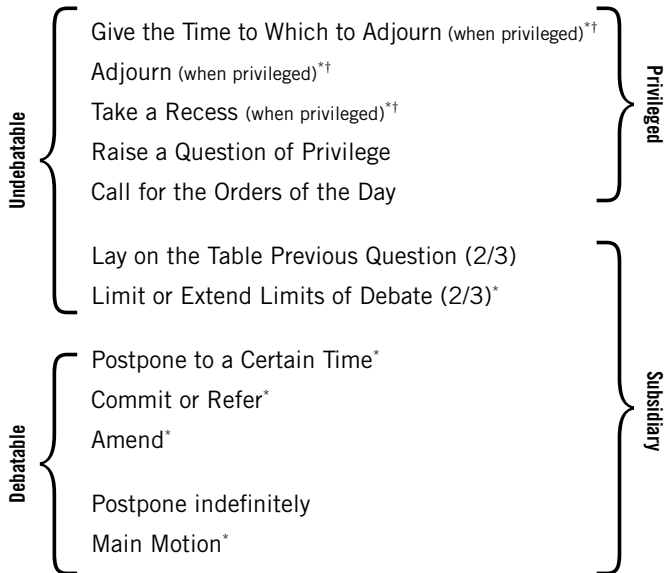 Undebatable
Give the Time to Which to Adjourn (when privileged)*†
Adjourn (when privileged)*†
Take a Recess (when privileged)*†
Raise a Question of Privilege
Call for the Orders of the Day
Privileged
Lay on the Table Previous Question (2/3)
Limit or Extend Limits of Debate (2/3)*
Debatable
Postpone to a Certain Time*
Commit or Refer*
Amend*
Postpone indefinitely
Main Motion*
Subsidiary